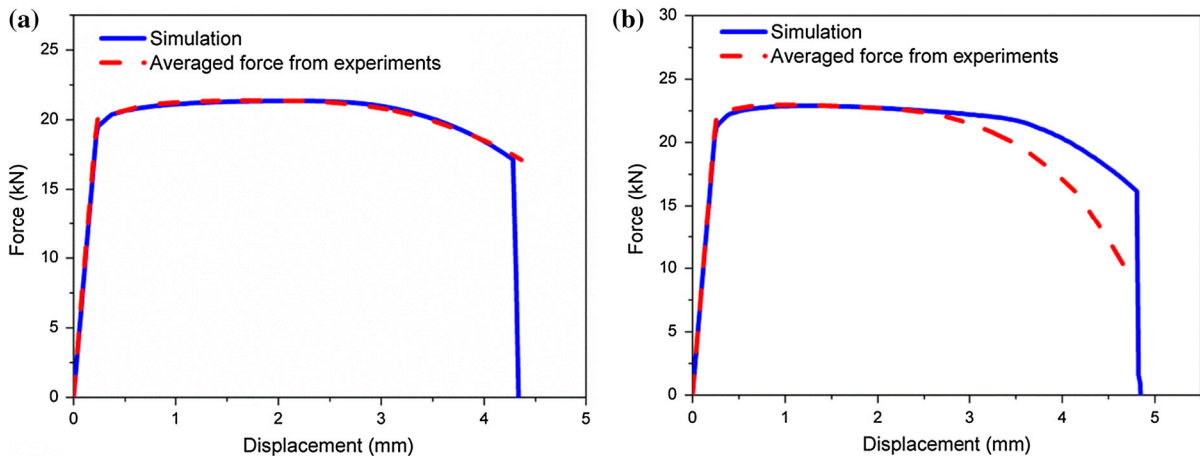 (a)
Simulation
Averaged force from experiments
25
20
15
10
5
0
Force (kN)
0 1 2 3 4 5
Displacement (mm)
(b)
30
Simulation
Averaged force from experiments
25
20
15
10
5
0
Force (kN)
0 1 2 3 4 5
Displacement (mm)